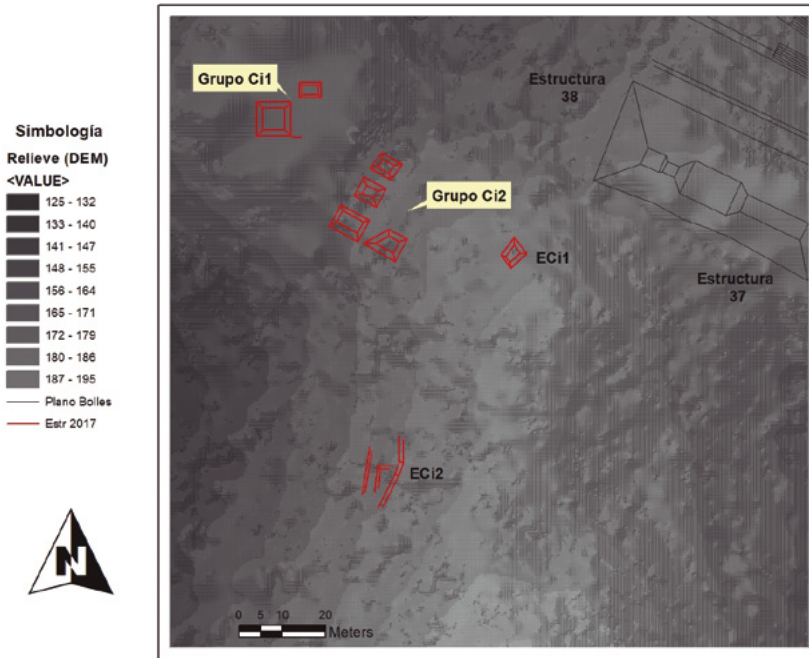 Simbología
Relieve (DEM)
<VALUE>
125 - 132
133 - 140
141 - 147
148 - 155
156 - 164
165 - 171
172 - 179
180 - 186
187 - 195
Plano Bolles
Estr 2017
N
Grupo Ci1
Estructura
38
Grupo Ci2
ECi1
Estructura
37
ECi2
0 5 10 20
Meters